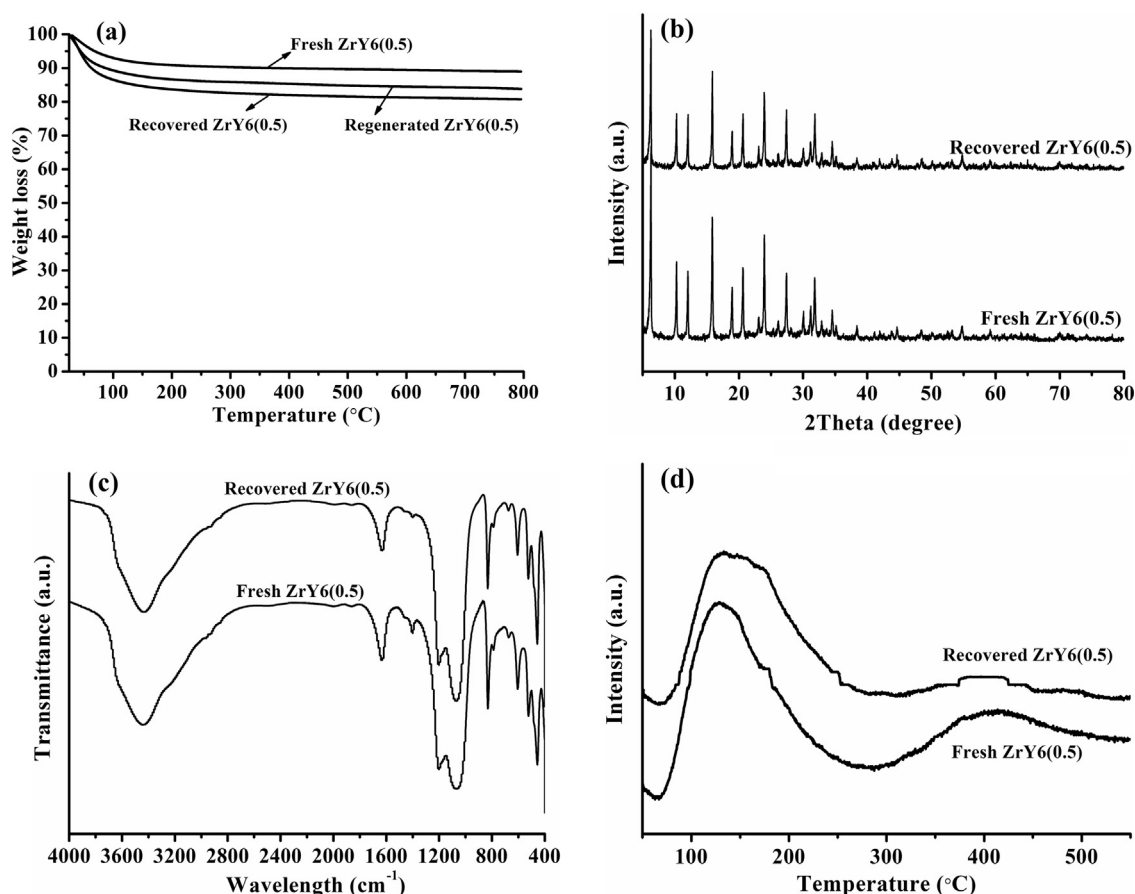 (a)
Weight loss (%)
100
90
80
70
60
50
40
30
20
10
0
Fresh ZrY6(0.5)
Recovered ZrY6(0.5)
Regenerated ZrY6(0.5)
100 200 300 400 500 600 700 800
Temperature (°C)
(b)
Intensity (a.u.)
Recovered ZrY6(0.5)
Fresh ZrY6(0.5)
10 20 30 40 50 60 70 80
2Theta (degree)
(c)
Transmittance (a.u.)
Recovered ZrY6(0.5)
Fresh ZrY6(0.5)
4000 3600 3200 2800 2400 2000 1600 1200 800 400
Wavelength (cm⁻¹)
(d)
Intensity (a.u.)
Recovered ZrY6(0.5)
Fresh ZrY6(0.5)
100 200 300 400 500
Temperature (°C)